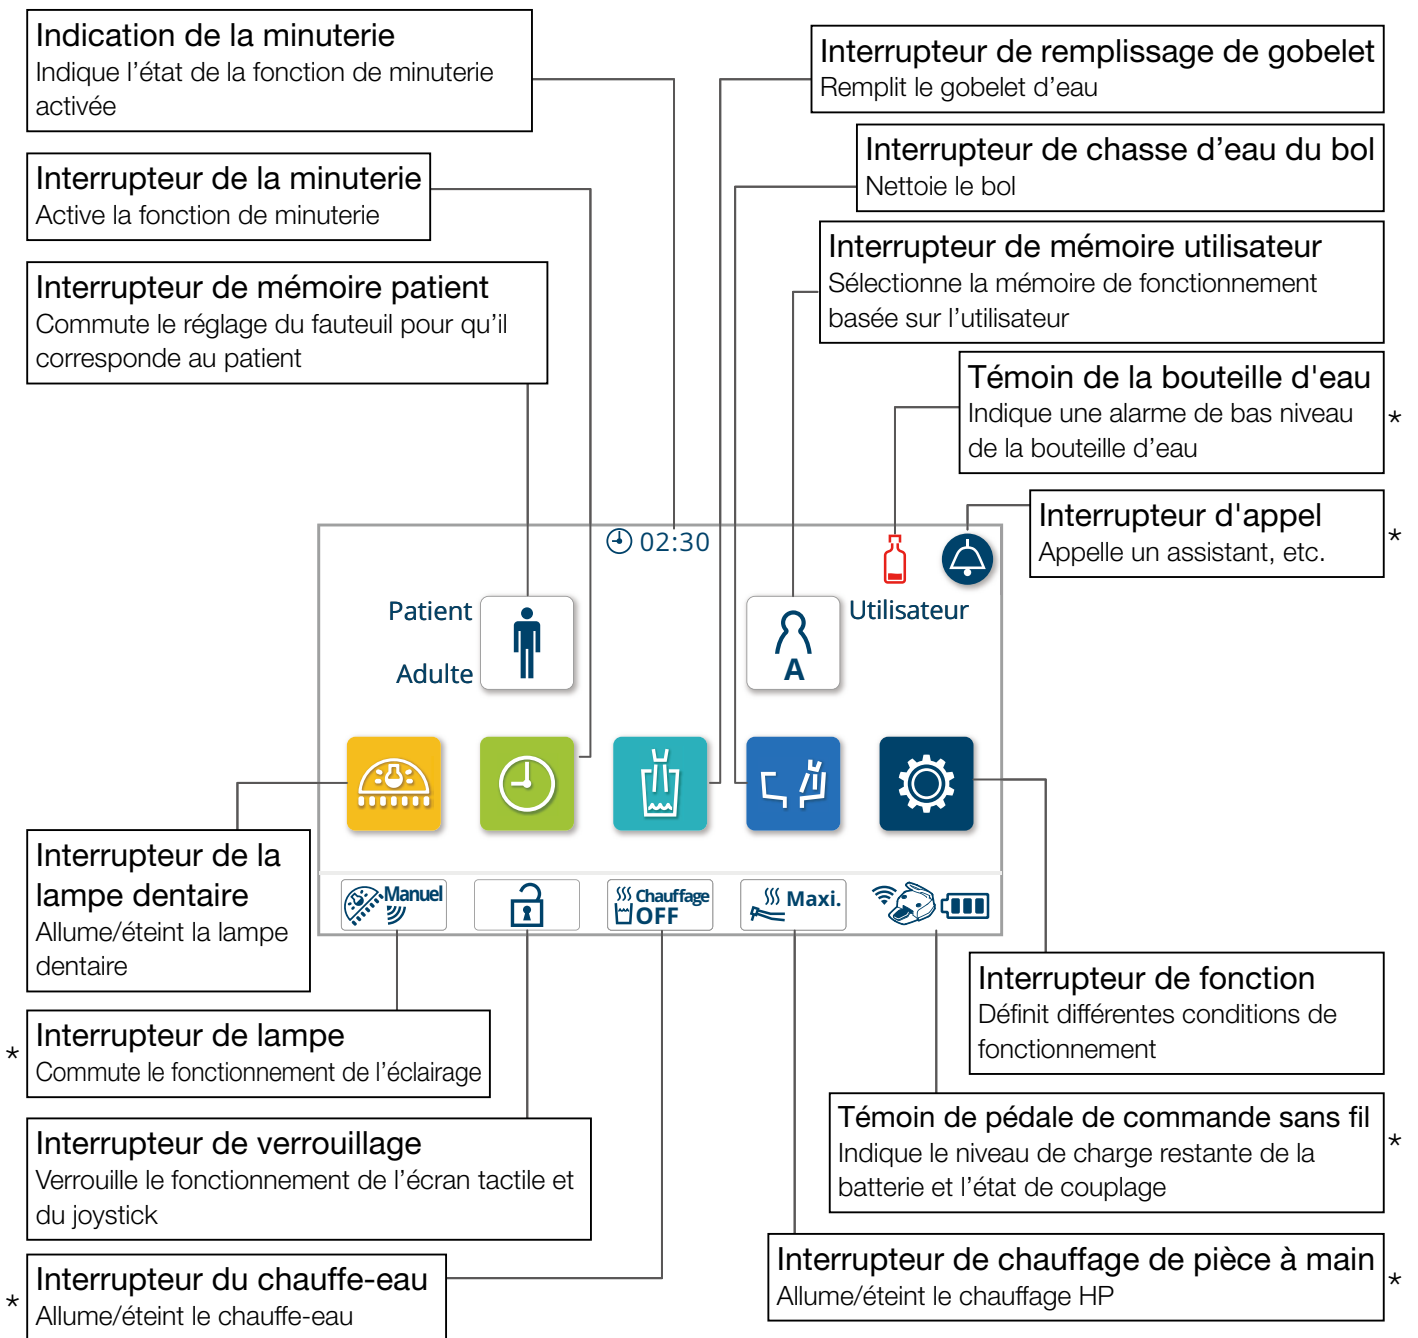 Indication de la minuterie
Indique l’état de la fonction de minuterie
activée
Interrupteur de la minuterie
Active la fonction de minuterie
Interrupteur de mémoire patient
Commute le réglage du fauteuil pour qu’il
corresponde au patient
Interrupteur de remplissage de gobelet
Remplit le gobelet d’eau
Interrupteur de chasse d’eau du bol
Nettoie le bol
Interrupteur de mémoire utilisateur
Sélectionne la mémoire de fonctionnement
basée sur l’utilisateur
Témoin de la bouteille d'eau
Indique une alarme de bas niveau
de la bouteille d’eau
*
Interrupteur d'appel
Appelle un assistant, etc.
*
02:30
Patient
Adulte
A
Utilisateur
Manuel
Chauffage
OFF
Maxi.
Interrupteur de la
lampe dentaire
Allume/éteint la lampe
dentaire
*
Interrupteur de lampe
Commute le fonctionnement de l’éclairage
Interrupteur de verrouillage
Verrouille le fonctionnement de l’écran tactile et
du joystick
*
Interrupteur du chauffe-eau
Allume/éteint le chauffe-eau
Interrupteur de fonction
Définit différentes conditions de
fonctionnement
Témoin de pédale de commande sans fil
Indique le niveau de charge restante de la
batterie et l’état de couplage
*
Interrupteur de chauffage de pièce à main
Allume/éteint le chauffage HP
*